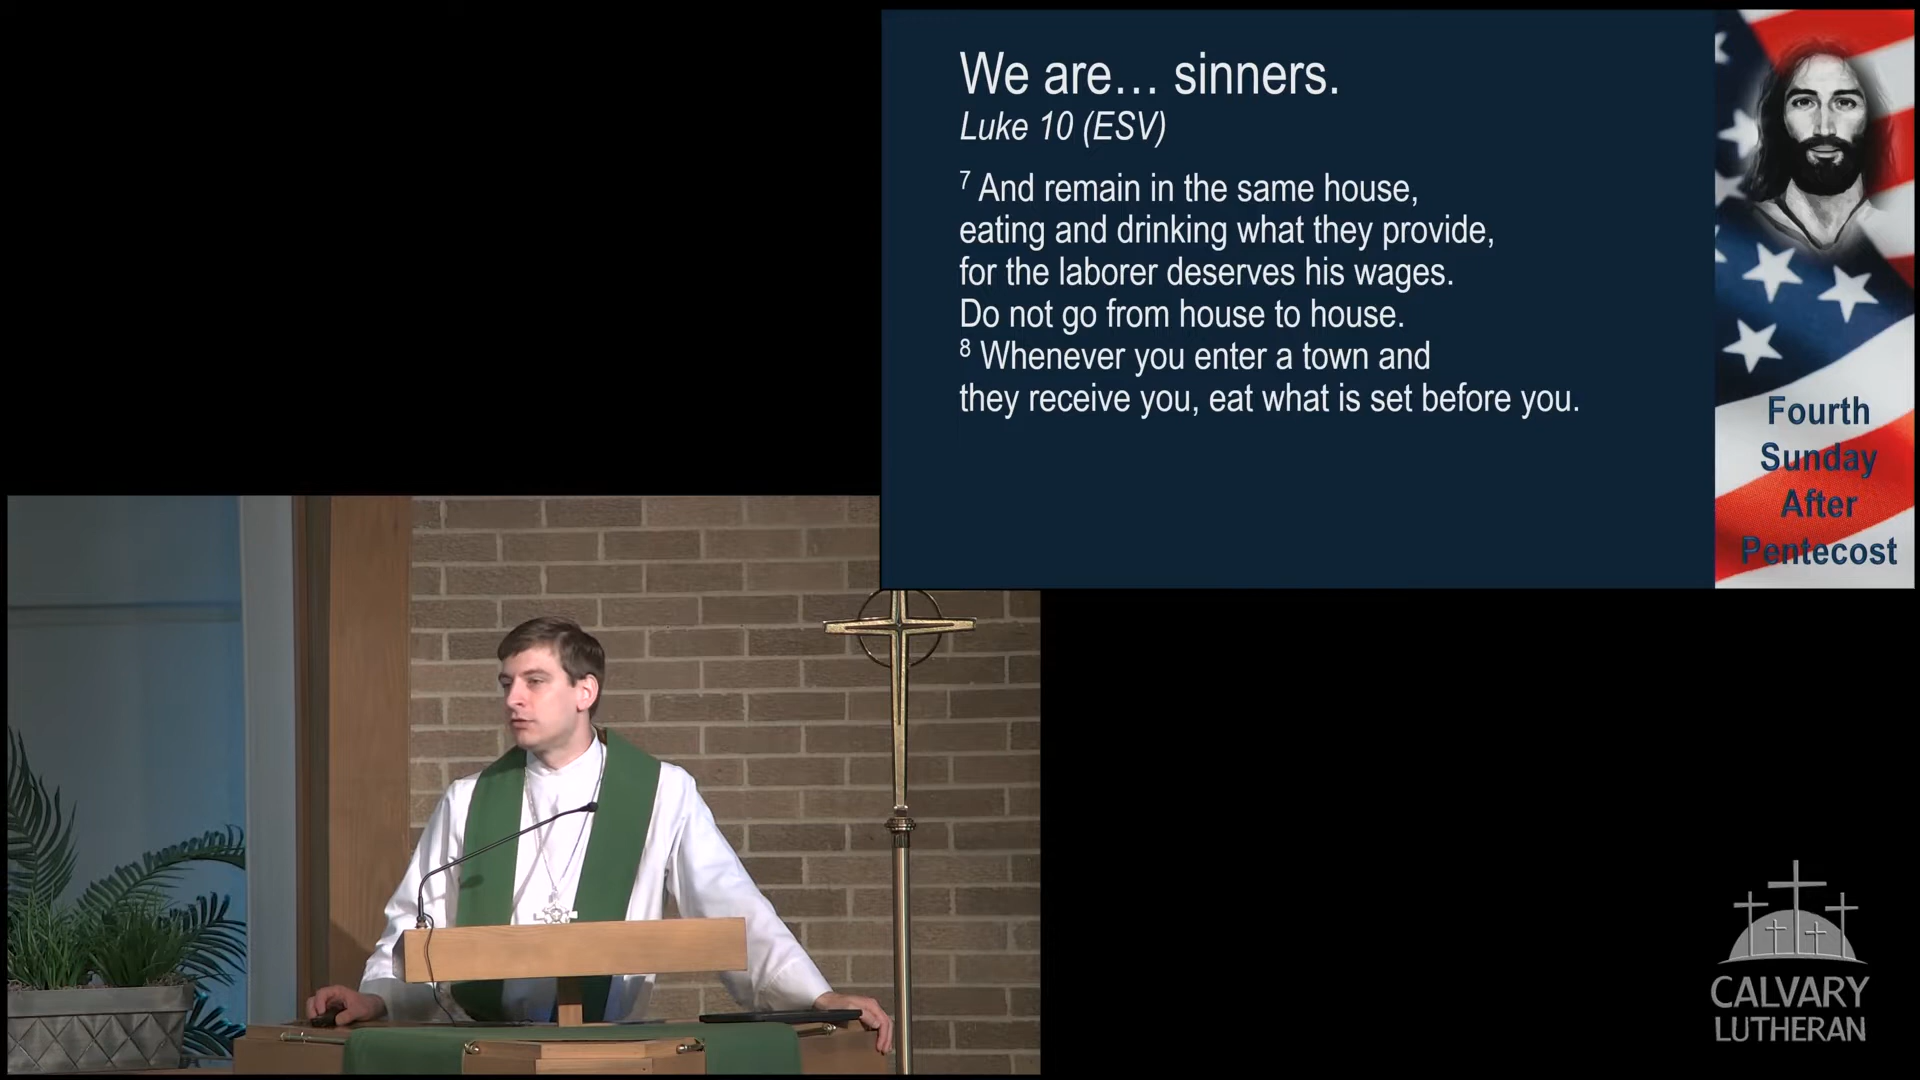 We are… sinners.
Luke 10 (ESV)
7 And remain in the same house,
eating and drinking what they provide,
for the laborer deserves his wages.
Do not go from house to house.
8 Whenever you enter a town and
they receive you, eat what is set before you.
Fourth
Sunday
After
Pentecost
CALVARY
LUTHERAN